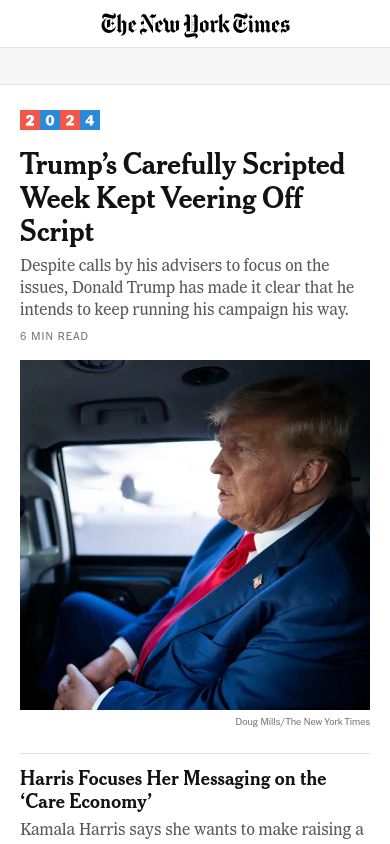 The New York Times
2024
Trump’s Carefully Scripted
Week Kept Veering Off
Script
Despite calls by his advisers to focus on the
issues, Donald Trump has made it clear that he
intends to keep running his campaign his way.
6 MIN READ
Doug Mills/The New York Times
Harris Focuses Her Messaging on the
‘Care Economy’
Kamala Harris says she wants to make raising a